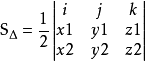 S_Δ = 1/2 |i j k|
|x1 y1 z1|
|x2 y2 z2|